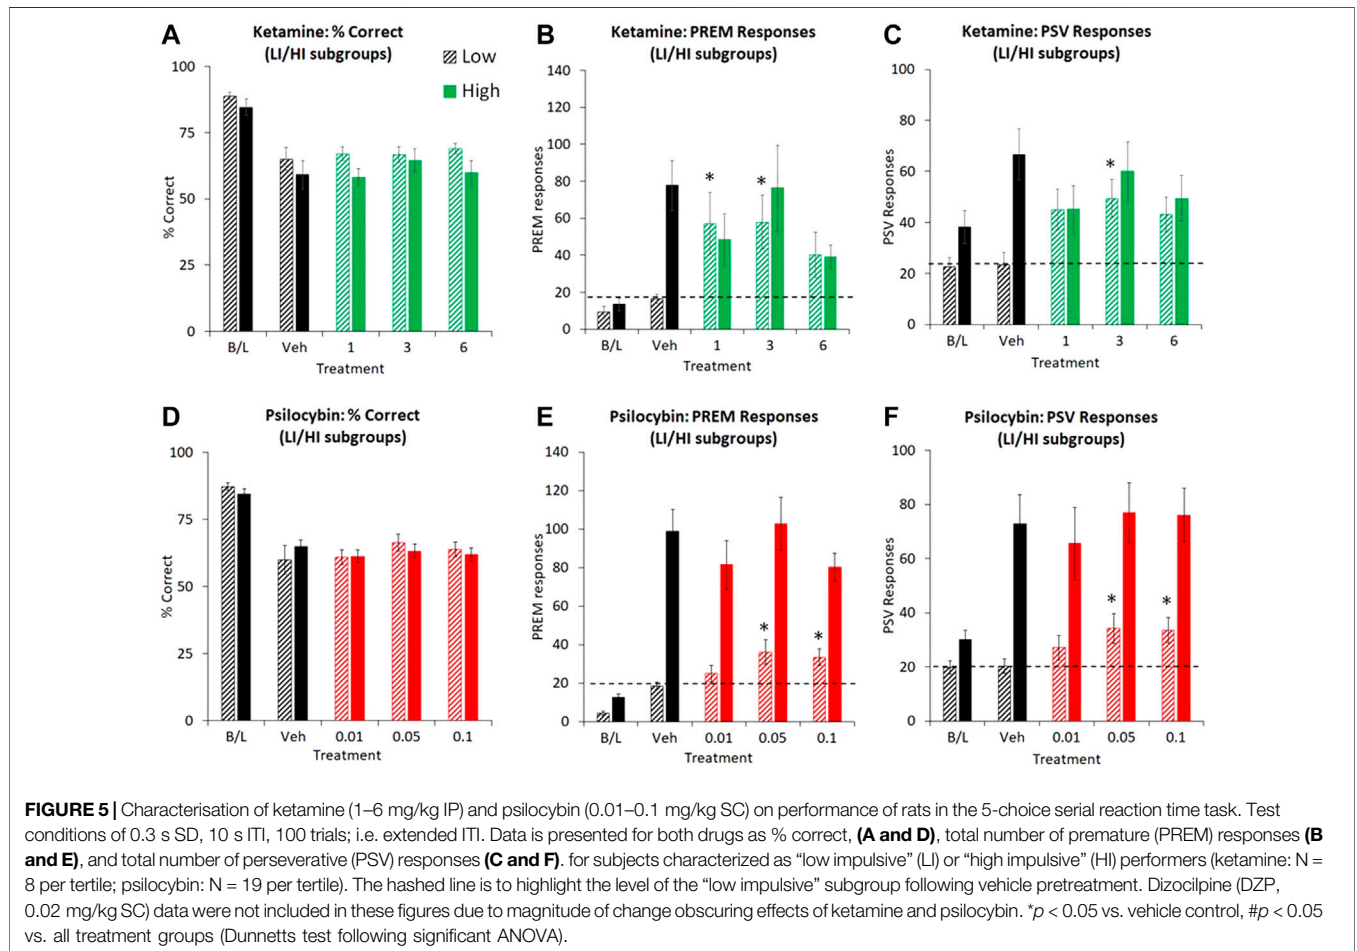 A
Ketamine: % Correct
(LI/HI subgroups)
Low
High
100
75
50
25
0
% Correct
B/L
Veh
1
3
6
Treatment
B
Ketamine: PREM Responses
(LI/HI subgroups)
140
120
100
80
60
40
20
0
PREM responses
*
*
B/L
Veh
1
3
6
Treatment
C
Ketamine: PSV Responses
(LI/HI subgroups)
100
80
60
40
20
0
PSV Responses
*
B/L
Veh
1
3
6
Treatment
D
Psilocybin: % Correct
(LI/HI subgroups)
100
75
50
25
0
% Correct
B/L
Veh
0.01
0.05
0.1
Treatment
E
Psilocybin: PREM Responses
(LI/HI subgroups)
140
120
100
80
60
40
20
0
PREM responses
*
*
B/L
Veh
0.01
0.05
0.1
Treatment
F
Psilocybin: PSV Responses
(LI/HI subgroups)
100
80
60
40
20
0
PSV Responses
*
*
B/L
Veh
0.01
0.05
0.1
Treatment
FIGURE 5 | Characterisation of ketamine (1–6 mg/kg IP) and psilocybin (0.01–0.1 mg/kg SC) on performance of rats in the 5-choice serial reaction time task. Test
conditions of 0.3 s SD, 10 s ITI, 100 trials; i.e. extended ITI. Data is presented for both drugs as % correct, (A and D), total number of premature (PREM) responses (B
and E), and total number of perseverative (PSV) responses (C and F). for subjects characterized as “low impulsive” (LI) or “high impulsive” (HI) performers (ketamine: N =
8 per tertile; psilocybin: N = 19 per tertile). The hashed line is to highlight the level of the “low impulsive” subgroup following vehicle pretreatment. Dizocilpine (DZP,
0.02 mg/kg SC) data were not included in these figures due to magnitude of change obscuring effects of ketamine and psilocybin. *p < 0.05 vs. vehicle control, #p < 0.05
vs. all treatment groups (Dunnetts test following significant ANOVA).